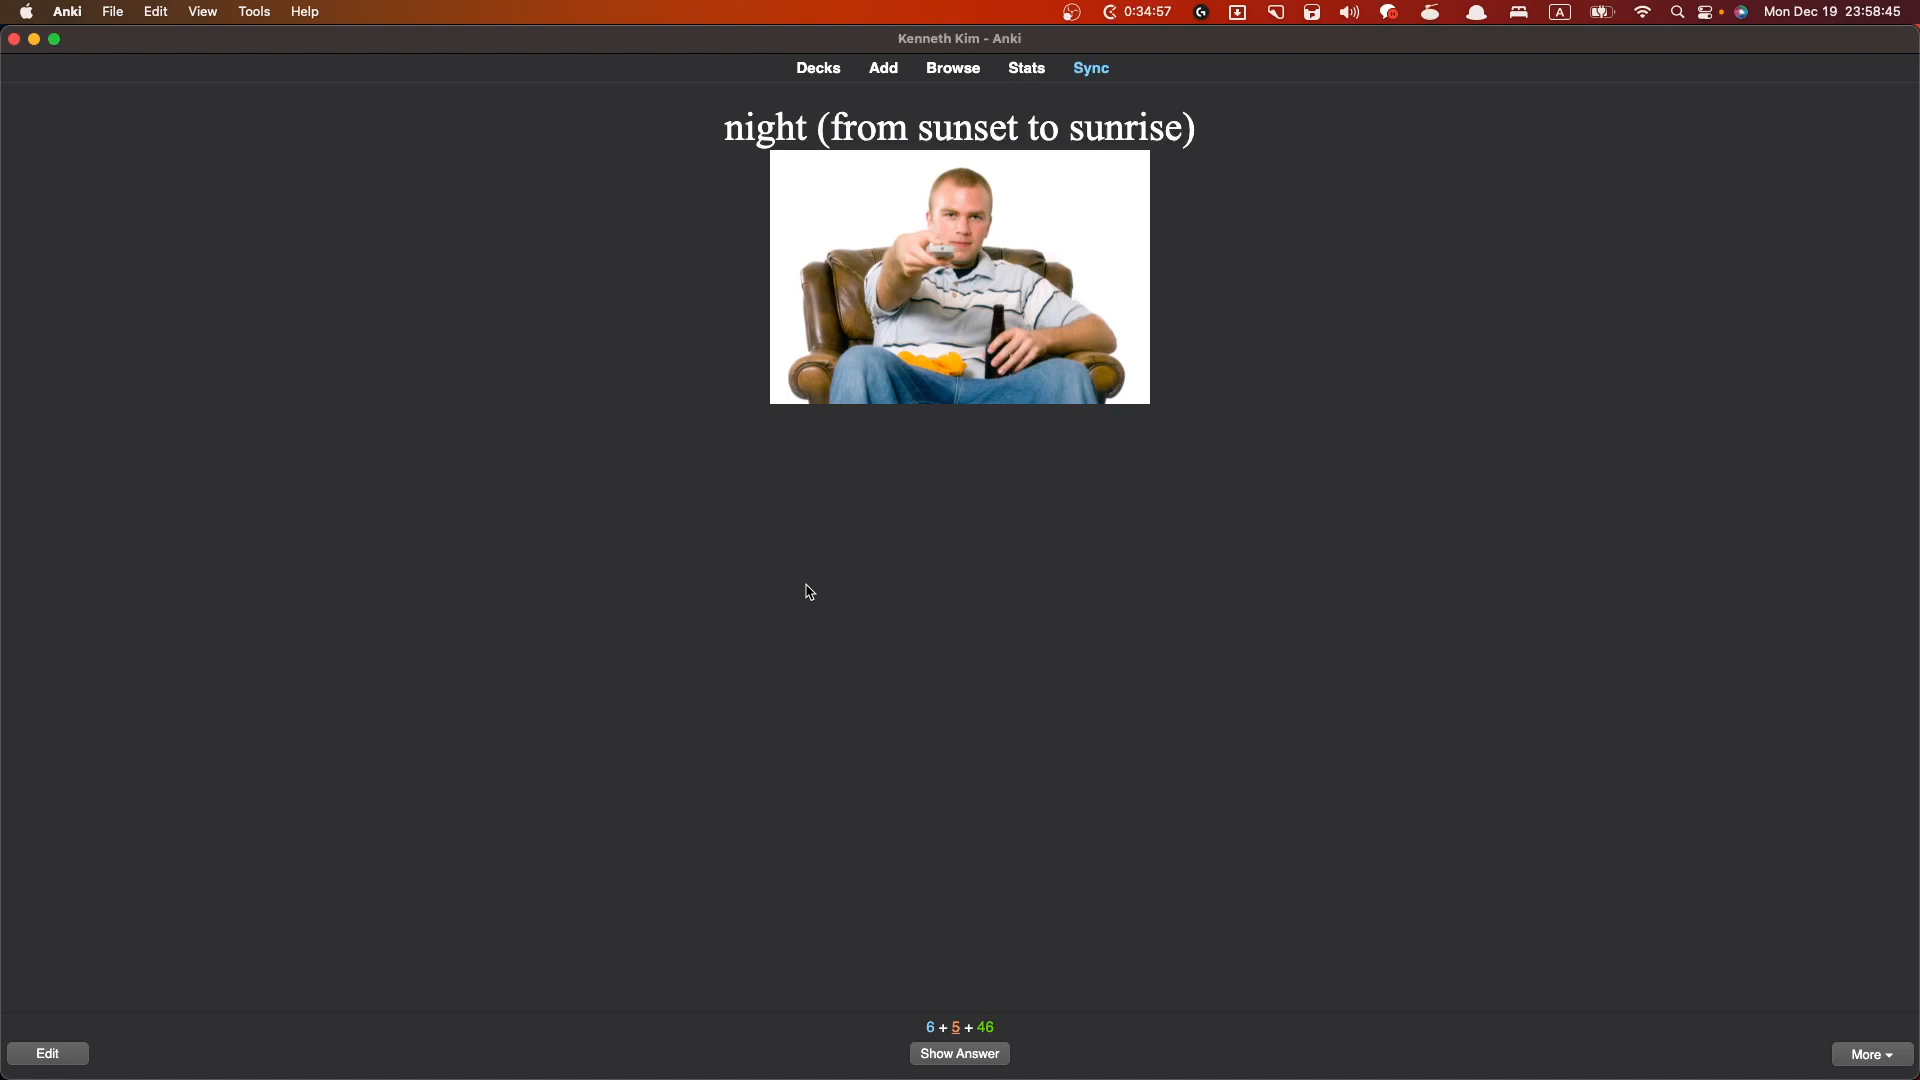 Anki File Edit View Tools Help 0:34:57 A Mon Dec 19 23:58:45
Kenneth Kim - Anki
Decks Add Browse Stats Sync
night (from sunset to sunrise)
6 + 5 + 46
Edit Show Answer More